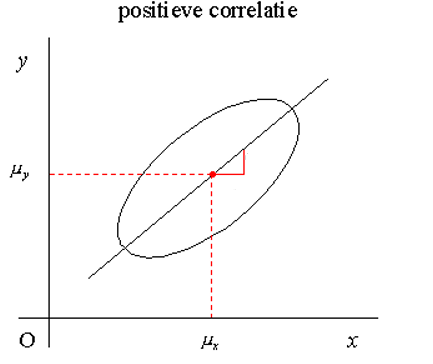 positieve correlatie
y
μy
O
μx
x